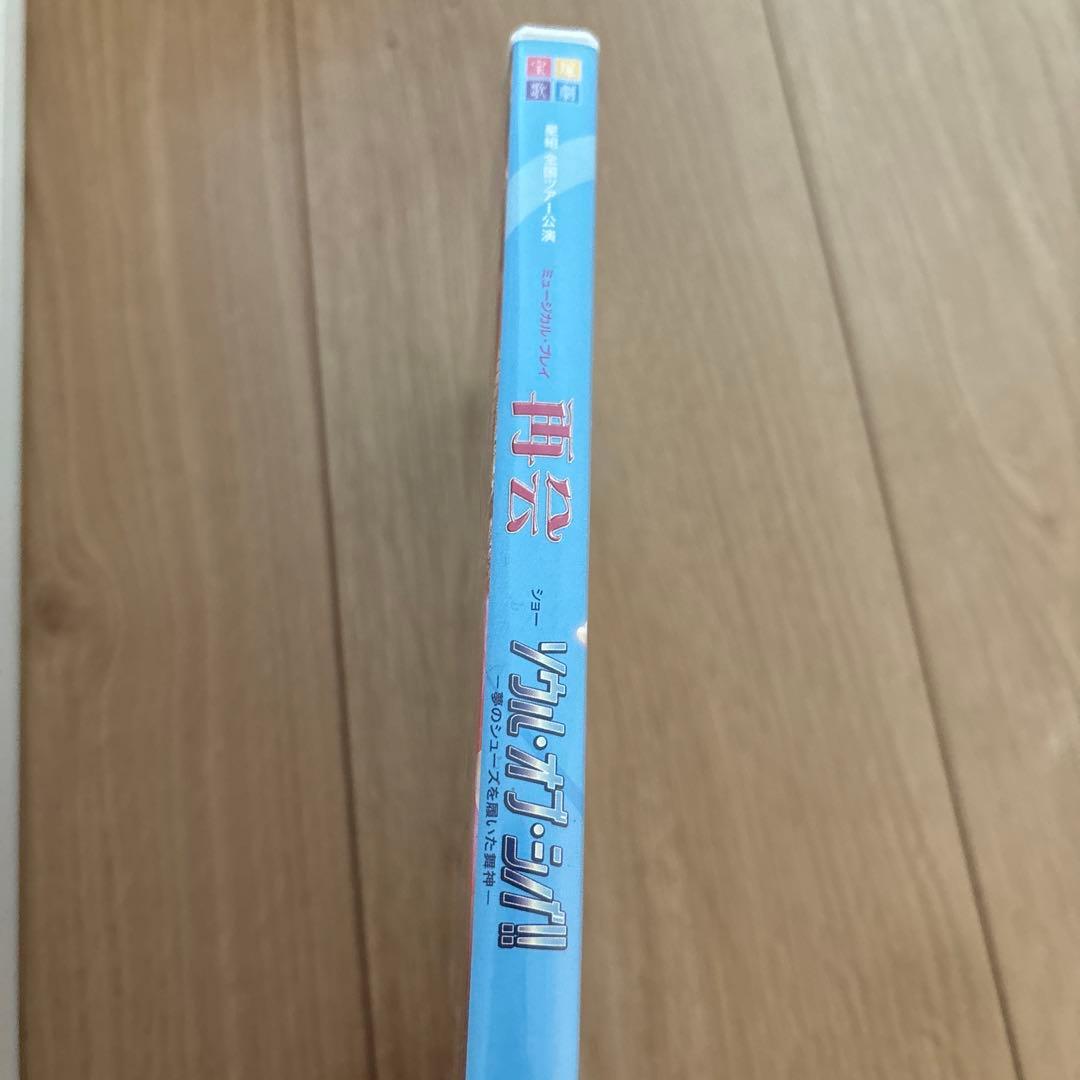 宝塚
歌劇
星組 全国ツアー公演
ミュージカル・プレイ
再会
ショー
ソウル・オブ・シバ!!
―夢のシューズを履いた舞神―